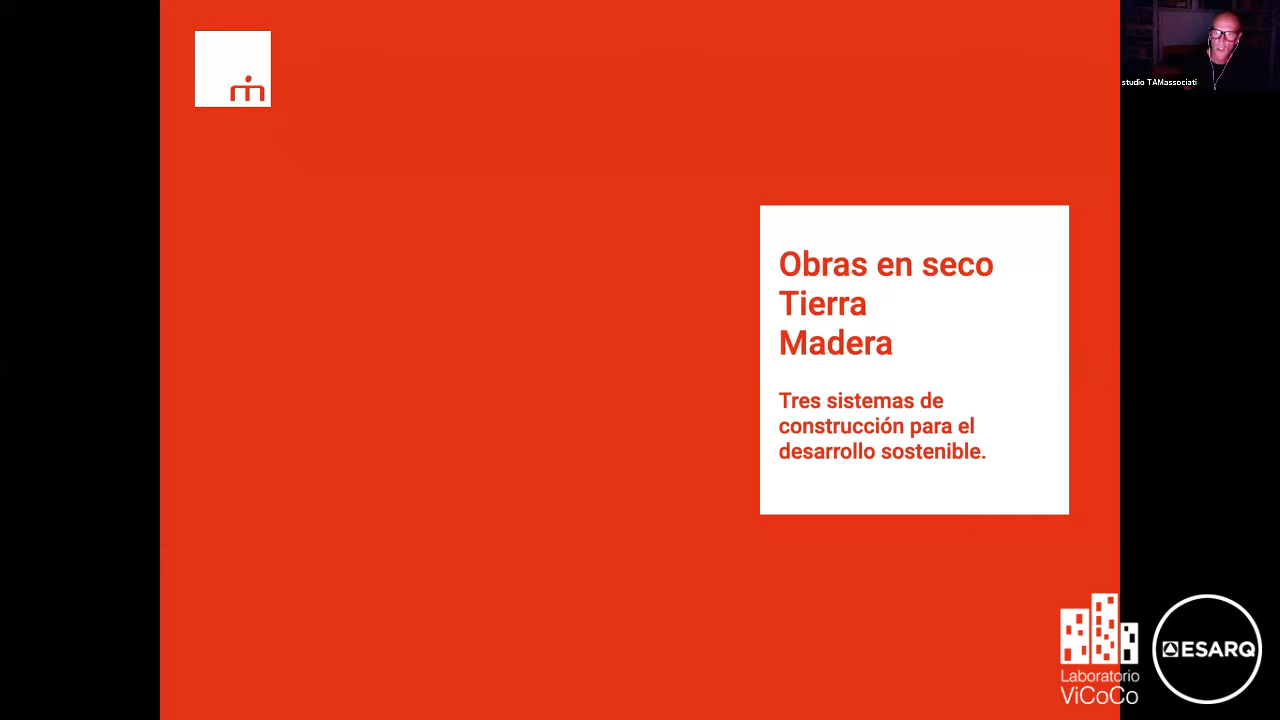 studio TAMassociati
Obras en seco
Tierra
Madera
Tres sistemas de
construcción para el
desarrollo sostenible.
Laboratorio
ViCoCo
ESARQ